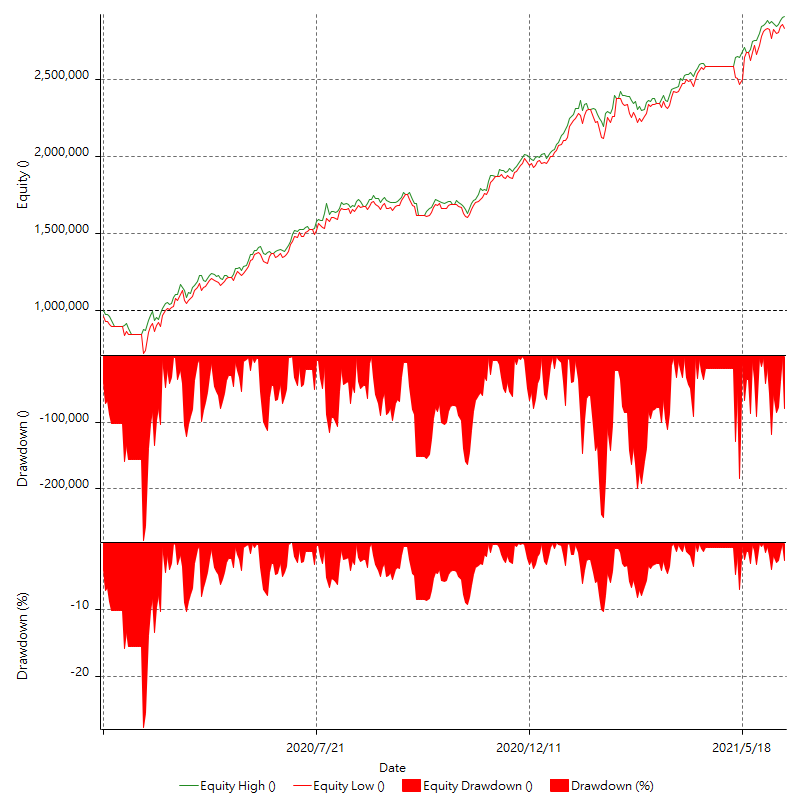 2,500,000
2,000,000
1,500,000
1,000,000
Equity ()
-100,000
-200,000
Drawdown ()
-10
-20
Drawdown (%)
2020/7/21
2020/12/11
2021/5/18
Date
Equity High () Equity Low () Equity Drawdown () Drawdown (%)